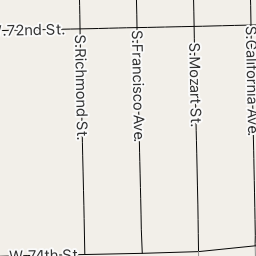 W. 72nd St.
S. Richmond St.
S. Francisco Ave.
S. Mozart St.
S. California Ave.
W. 74th St.